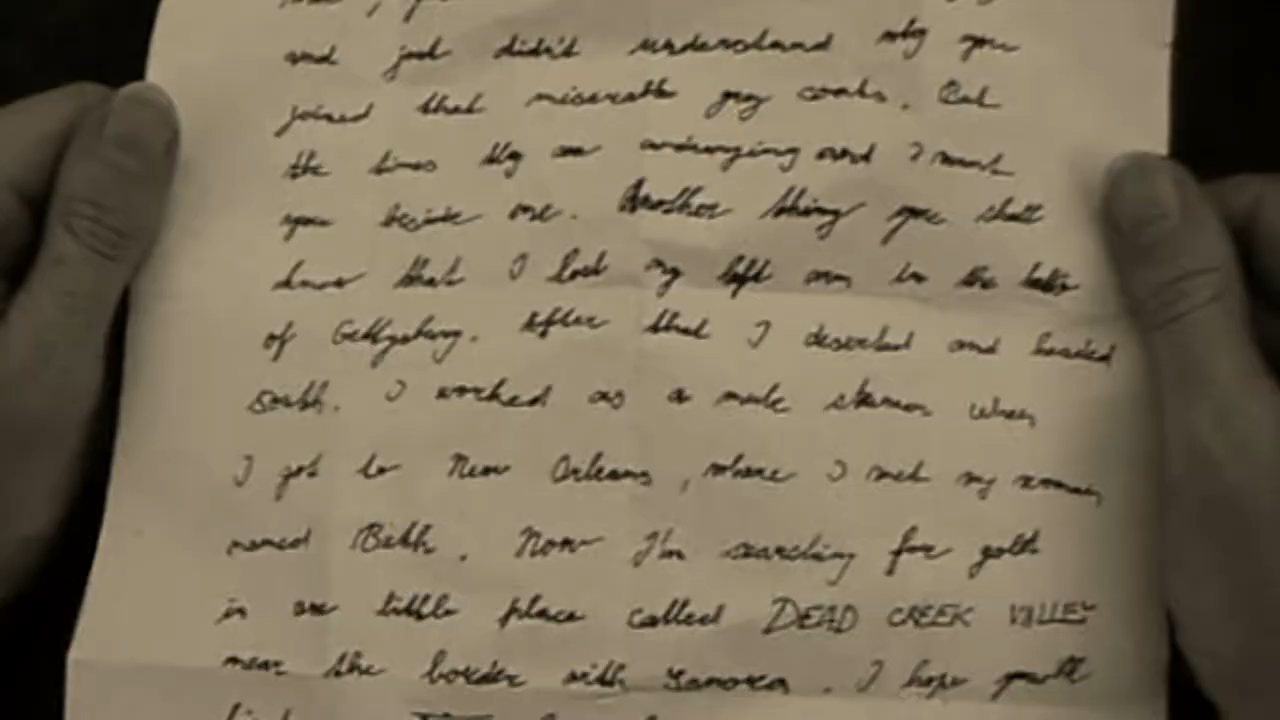 and just didn't understand why you
joined that miserable grey coats. But
the times they are changing and I want
you beside me. Another thing you shall
know that I lost my left arm in the battle
of Gettysburg. After that I deserted and headed
south. I worked as a mule skinner when
I got to New Orleans, where I met my woman,
named Beth. Now I'm searching for gold
in one little place called DEAD CREEK VALLEY
near the border with Sonora. I hope you'll